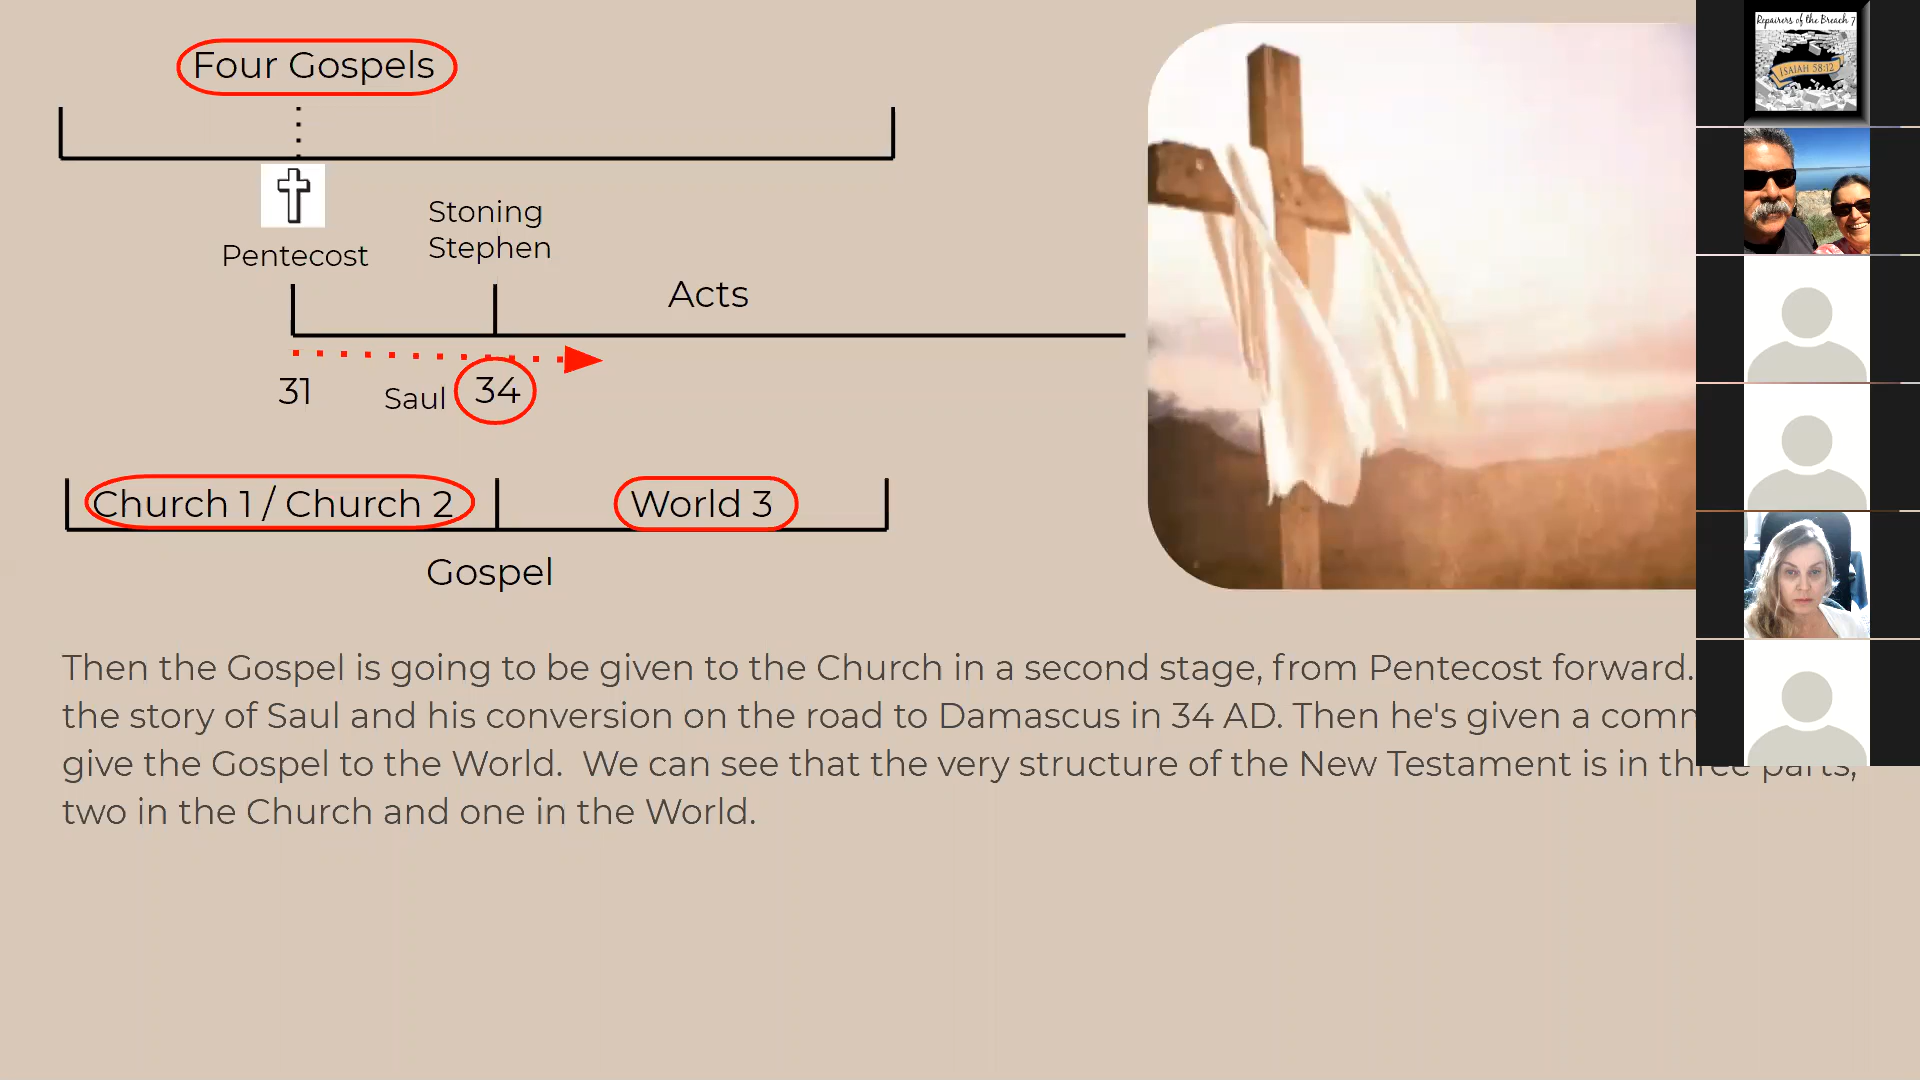 Four Gospels
Pentecost
Stoning
Stephen
Acts
31
Saul
34
Church 1 / Church 2
World 3
Gospel
Then the Gospel is going to be given to the Church in a second stage, from Pentecost forward.
the story of Saul and his conversion on the road to Damascus in 34 AD. Then he's given a
give the Gospel to the World. We can see that the very structure of the New Testament is in three parts,
two in the Church and one in the World.
Repairers of the Breach 7
ISAIAH 58:12